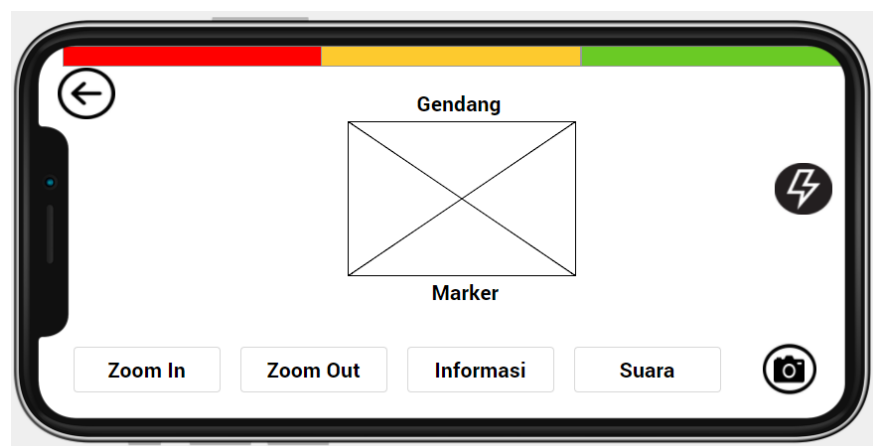 Gendang
Marker
Zoom In
Zoom Out
Informasi
Suara